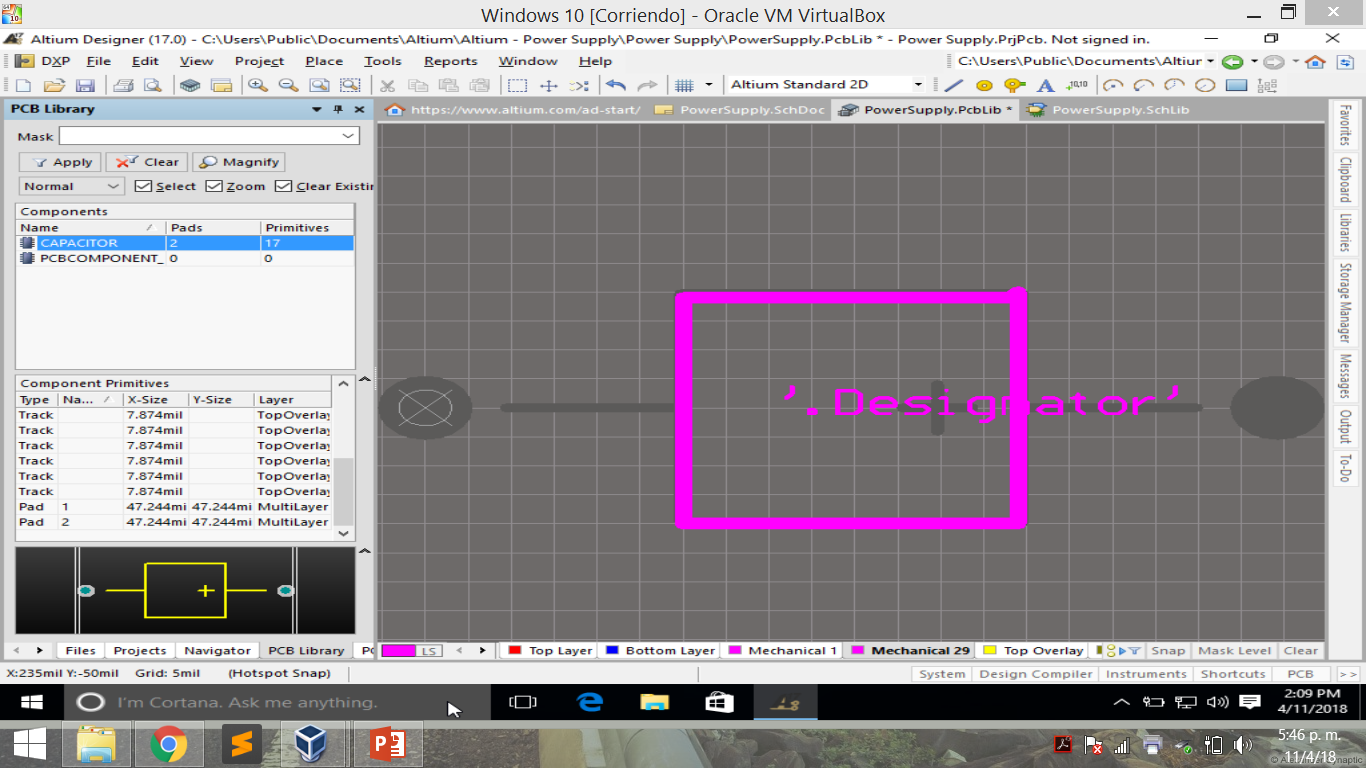 Windows 10 [Corriendo] - Oracle VM VirtualBox
Altium Designer (17.0) - C:\Users\Public\Documents\Altium\Altium - Power Supply\Power Supply\PowerSupply.PcbLib * - Power Supply.PrjPcb. Not signed in.
DXP File Edit View Project Place Tools Reports Window Help C:\Users\Public\Documents\Altiur
Altium Standard 2D
PCB Library
https://www.altium.com/ad-start/ PowerSupply.SchDoc PowerSupply.PcbLib * PowerSupply.SchLib
Mask
Apply Clear Magnify
Normal Select Zoom Clear Existin
Components
Name Pads Primitives
CAPACITOR 2 17
PCBCOMPONENT_ 0 0
Component Primitives
Type Na... X-Size Y-Size Layer
Track 7.874mil TopOverlay
Track 7.874mil TopOverlay
Track 7.874mil TopOverlay
Track 7.874mil TopOverlay
Track 7.874mil TopOverlay
Track 7.874mil TopOverlay
Pad 1 47.244mi 47.244mi MultiLayer
Pad 2 47.244mi 47.244mi MultiLayer
'.Designator'
Favorites
Clipboard
Libraries
Storage Manager
Messages
Output
To-Do
Files Projects Navigator PCB Library PC
LS Top Layer Bottom Layer Mechanical 1 Mechanical 29 Top Overlay Snap Mask Level Clear
X:235mil Y:-50mil Grid: 5mil (Hotspot Snap) System Design Compiler Instruments Shortcuts PCB >>
I'm Cortana. Ask me anything.
2:09 PM
4/11/2018
5:46 p. m.
11/4/18